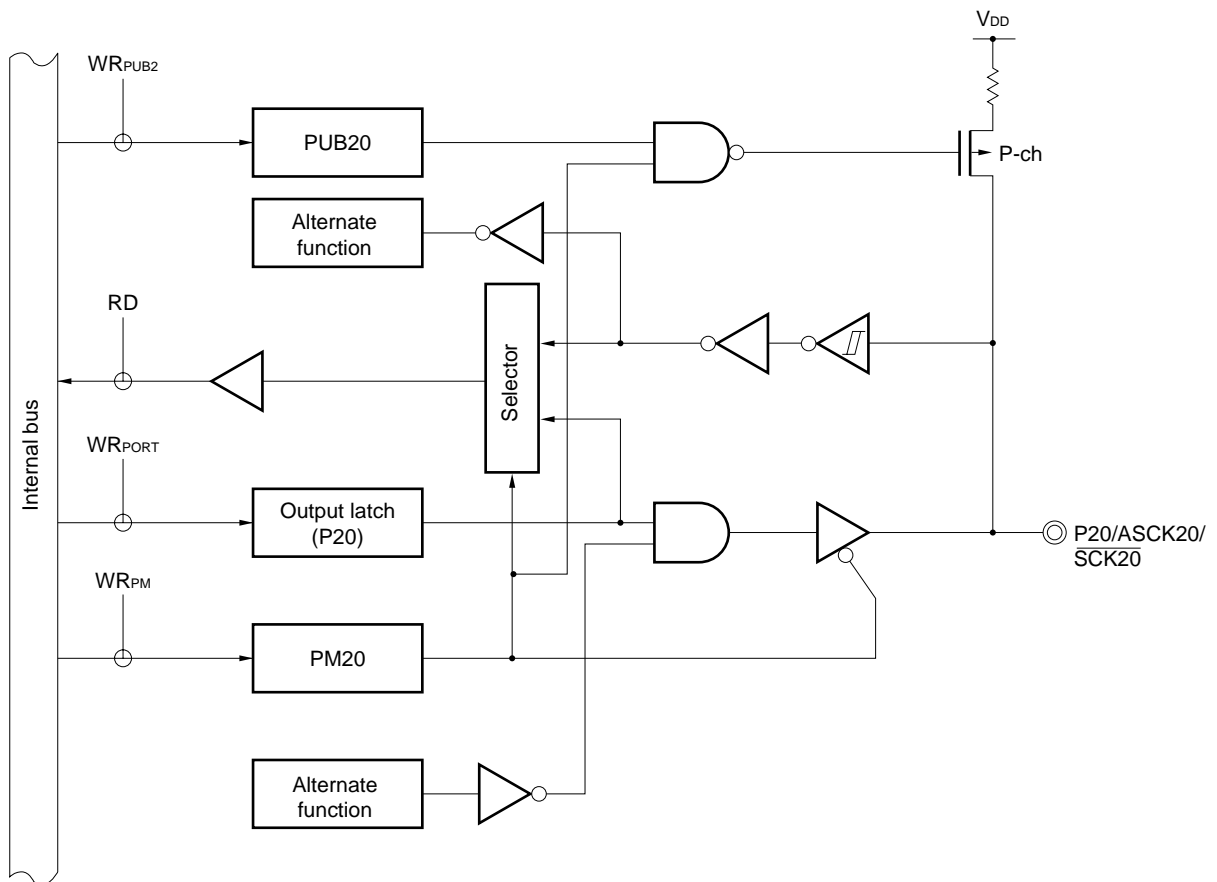 VDD
WRPUB2
PUB20
P-ch
Alternate
function
RD
Selector
Internal bus
WRPORT
Output latch
(P20)
P20/ASCK20/
SCK20
WRPM
PM20
Alternate
function